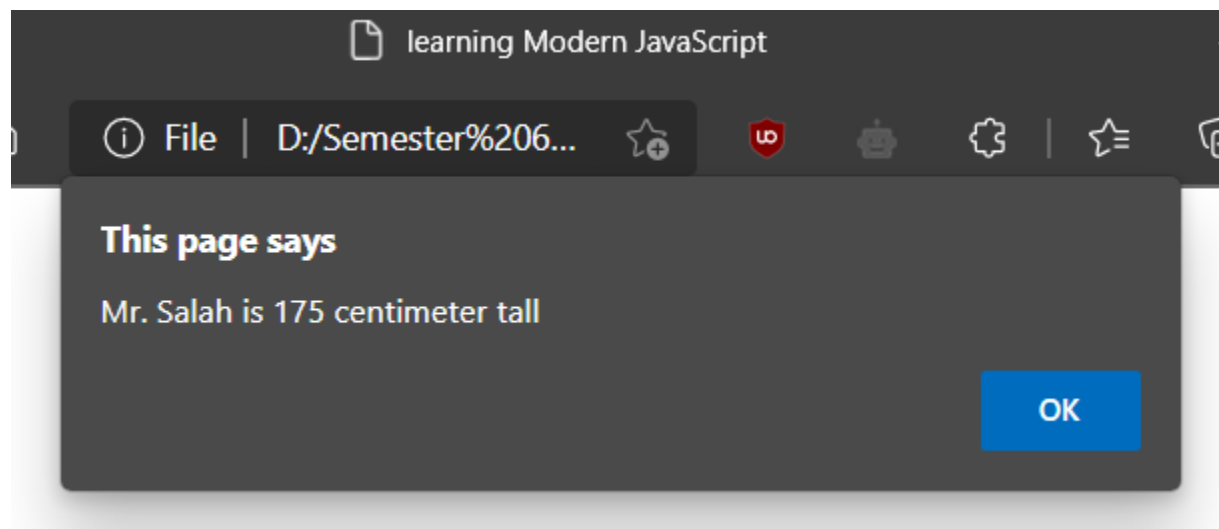 learning Modern JavaScript
File | D:/Semester%206...
This page says
Mr. Salah is 175 centimeter tall
OK